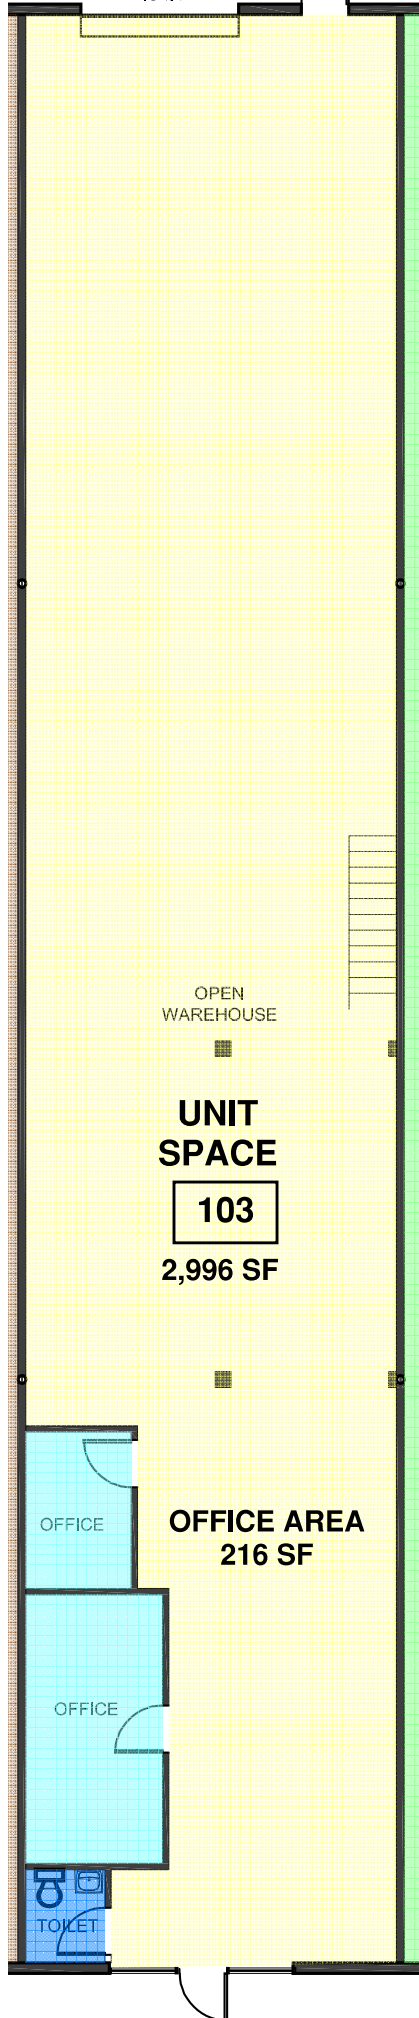 OPEN
WAREHOUSE
UNIT
SPACE
103
2,996 SF
OFFICE
OFFICE AREA
216 SF
OFFICE
TOILET